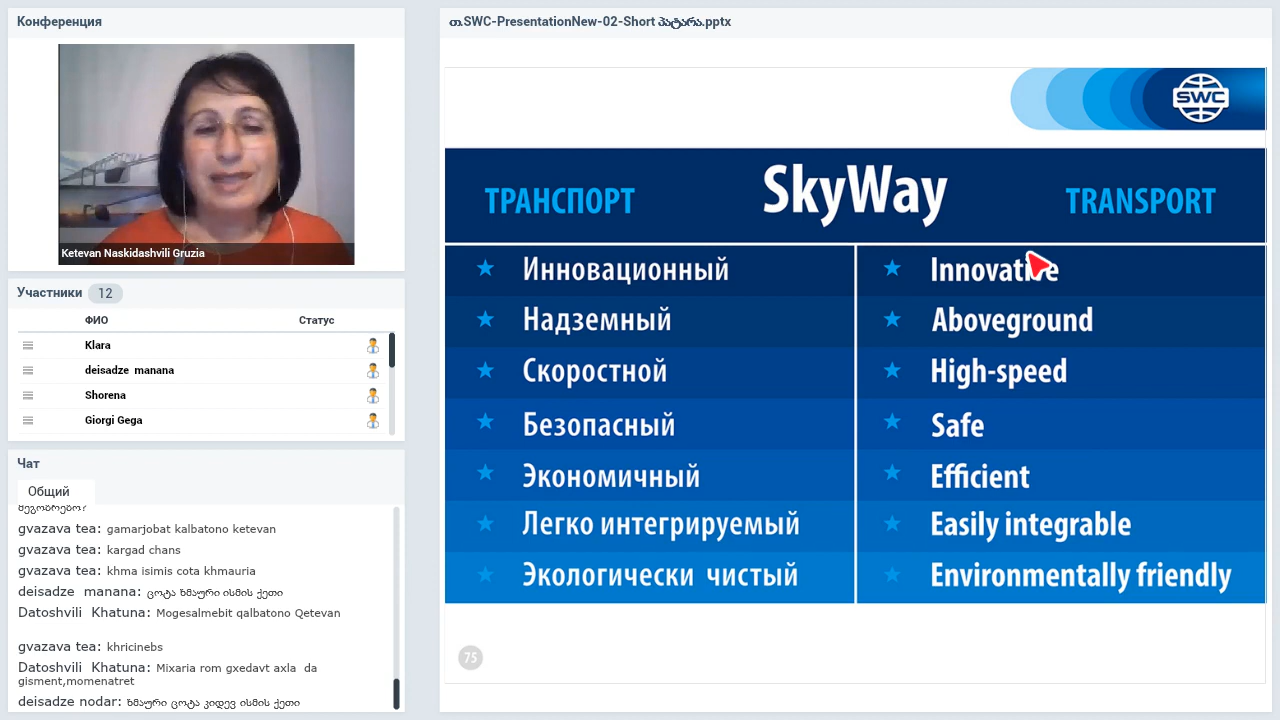 Конференция
Ketevan Naskidashvili Gruzia
Участники 12
ФИО Статус
Klara
deisadze manana
Shorena
Giorgi Gega
Чат
Общий
gvazava tea: gamarjobat kalbatono ketevan
gvazava tea: kargad chans
gvazava tea: khma isimis cota khmauria
deisadze manana: ცოტა ხმაური ისმის ქეთი
Datoshvili Khatuna: Mogesalmebit qalbatono Qetevan
gvazava tea: khricinebs
Datoshvili Khatuna: Mixaria rom gxedavt axla da
gisment,momenatret
deisadze nodar: ხმაური ცოტა კიდევ ისმის ქეთი
თ.SWC-PresentationNew-02-Short პატარა.pptx
SWC
ТРАНСПОРТ SkyWay TRANSPORT
Инновационный Innovative
Надземный Aboveground
Скоростной High-speed
Безопасный Safe
Экономичный Efficient
Легко интегрируемый Easily integrable
Экологически чистый Environmentally friendly
75